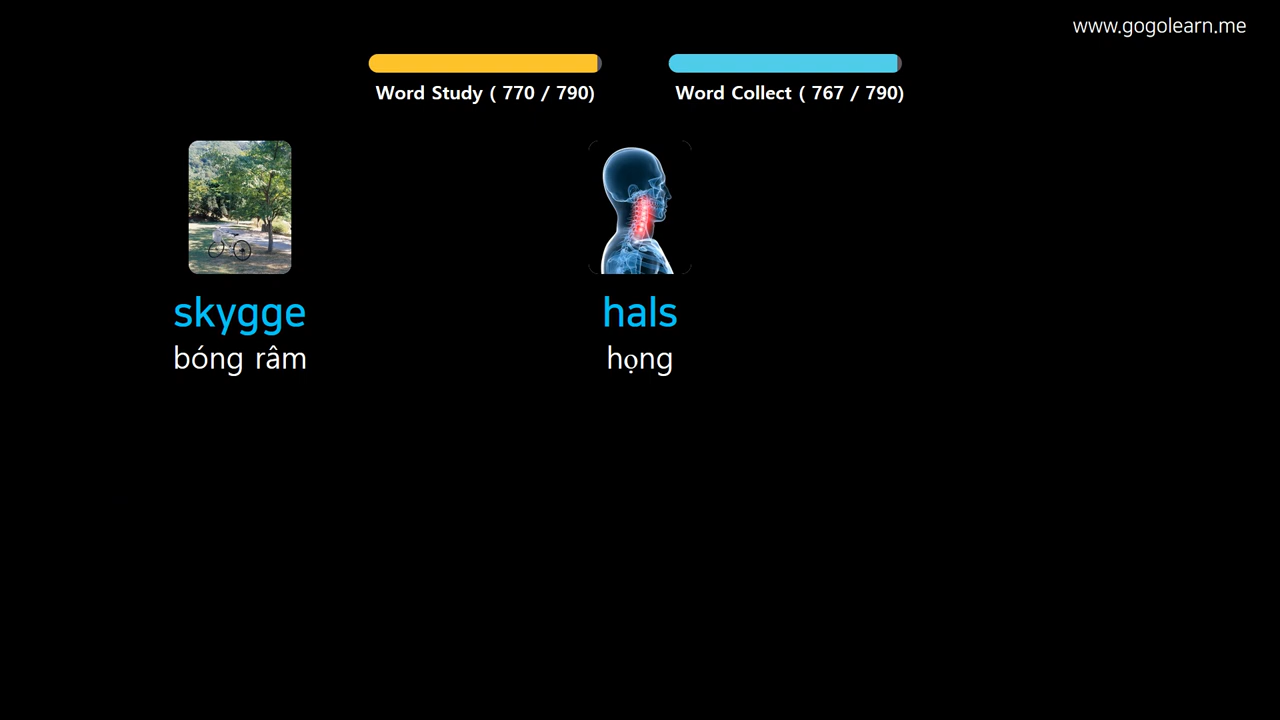 www.gogolearn.me
Word Study ( 770 / 790)
Word Collect ( 767 / 790)
skygge
bóng râm
hals
họng